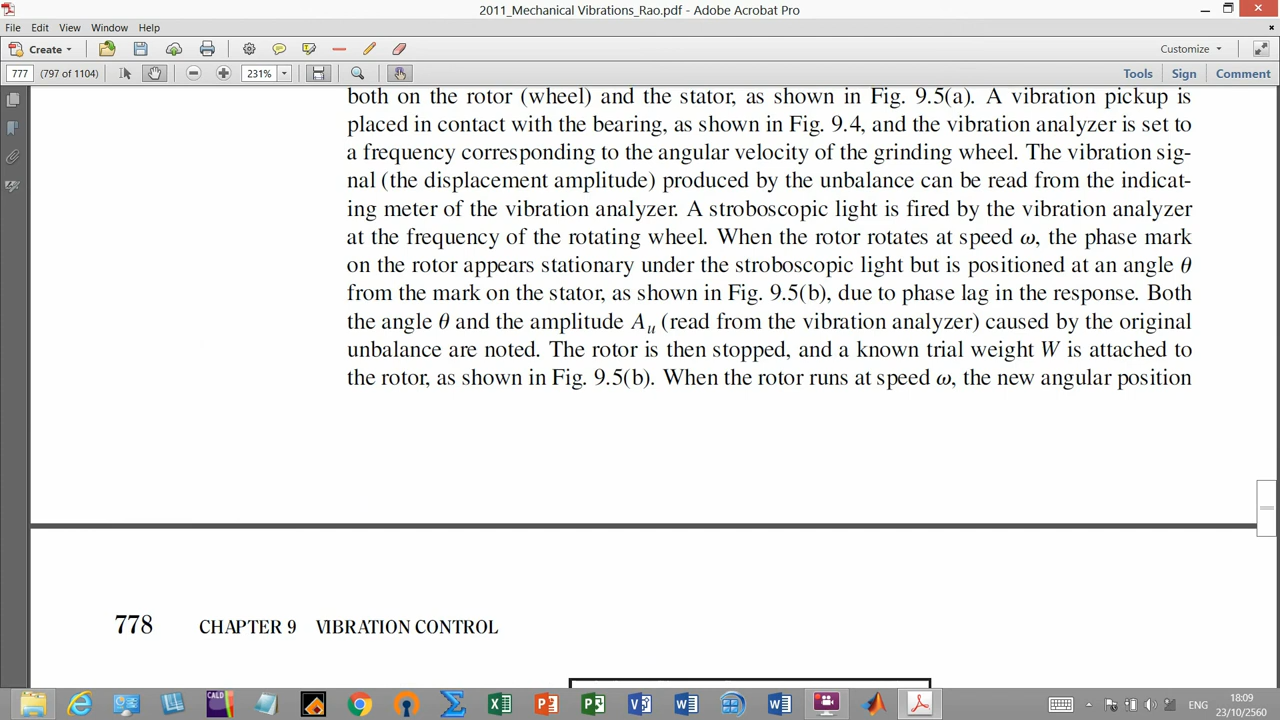 2011_Mechanical Vibrations_Rao.pdf - Adobe Acrobat Pro
File Edit View Window Help
Create
Customize
777 (797 of 1104)
231%
Tools Sign Comment
both on the rotor (wheel) and the stator, as shown in Fig. 9.5(a). A vibration pickup is
placed in contact with the bearing, as shown in Fig. 9.4, and the vibration analyzer is set to
a frequency corresponding to the angular velocity of the grinding wheel. The vibration sig-
nal (the displacement amplitude) produced by the unbalance can be read from the indicat-
ing meter of the vibration analyzer. A stroboscopic light is fired by the vibration analyzer
at the frequency of the rotating wheel. When the rotor rotates at speed ω, the phase mark
on the rotor appears stationary under the stroboscopic light but is positioned at an angle θ
from the mark on the stator, as shown in Fig. 9.5(b), due to phase lag in the response. Both
the angle θ and the amplitude Aᵤ (read from the vibration analyzer) caused by the original
unbalance are noted. The rotor is then stopped, and a known trial weight W is attached to
the rotor, as shown in Fig. 9.5(b). When the rotor runs at speed ω, the new angular position
778 CHAPTER 9 VIBRATION CONTROL
CALD
18:09
ENG
23/10/2560